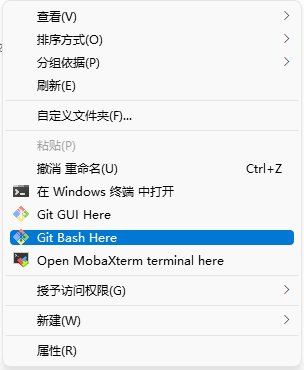 查看(V)
排序方式(O)
分组依据(P)
刷新(E)
自定义文件夹(F)...
粘贴(P)
撤消 重命名(U) Ctrl+Z
在 Windows 终端 中打开
Git GUI Here
Git Bash Here
Open MobaXterm terminal here
授予访问权限(G)
新建(W)
属性(R)